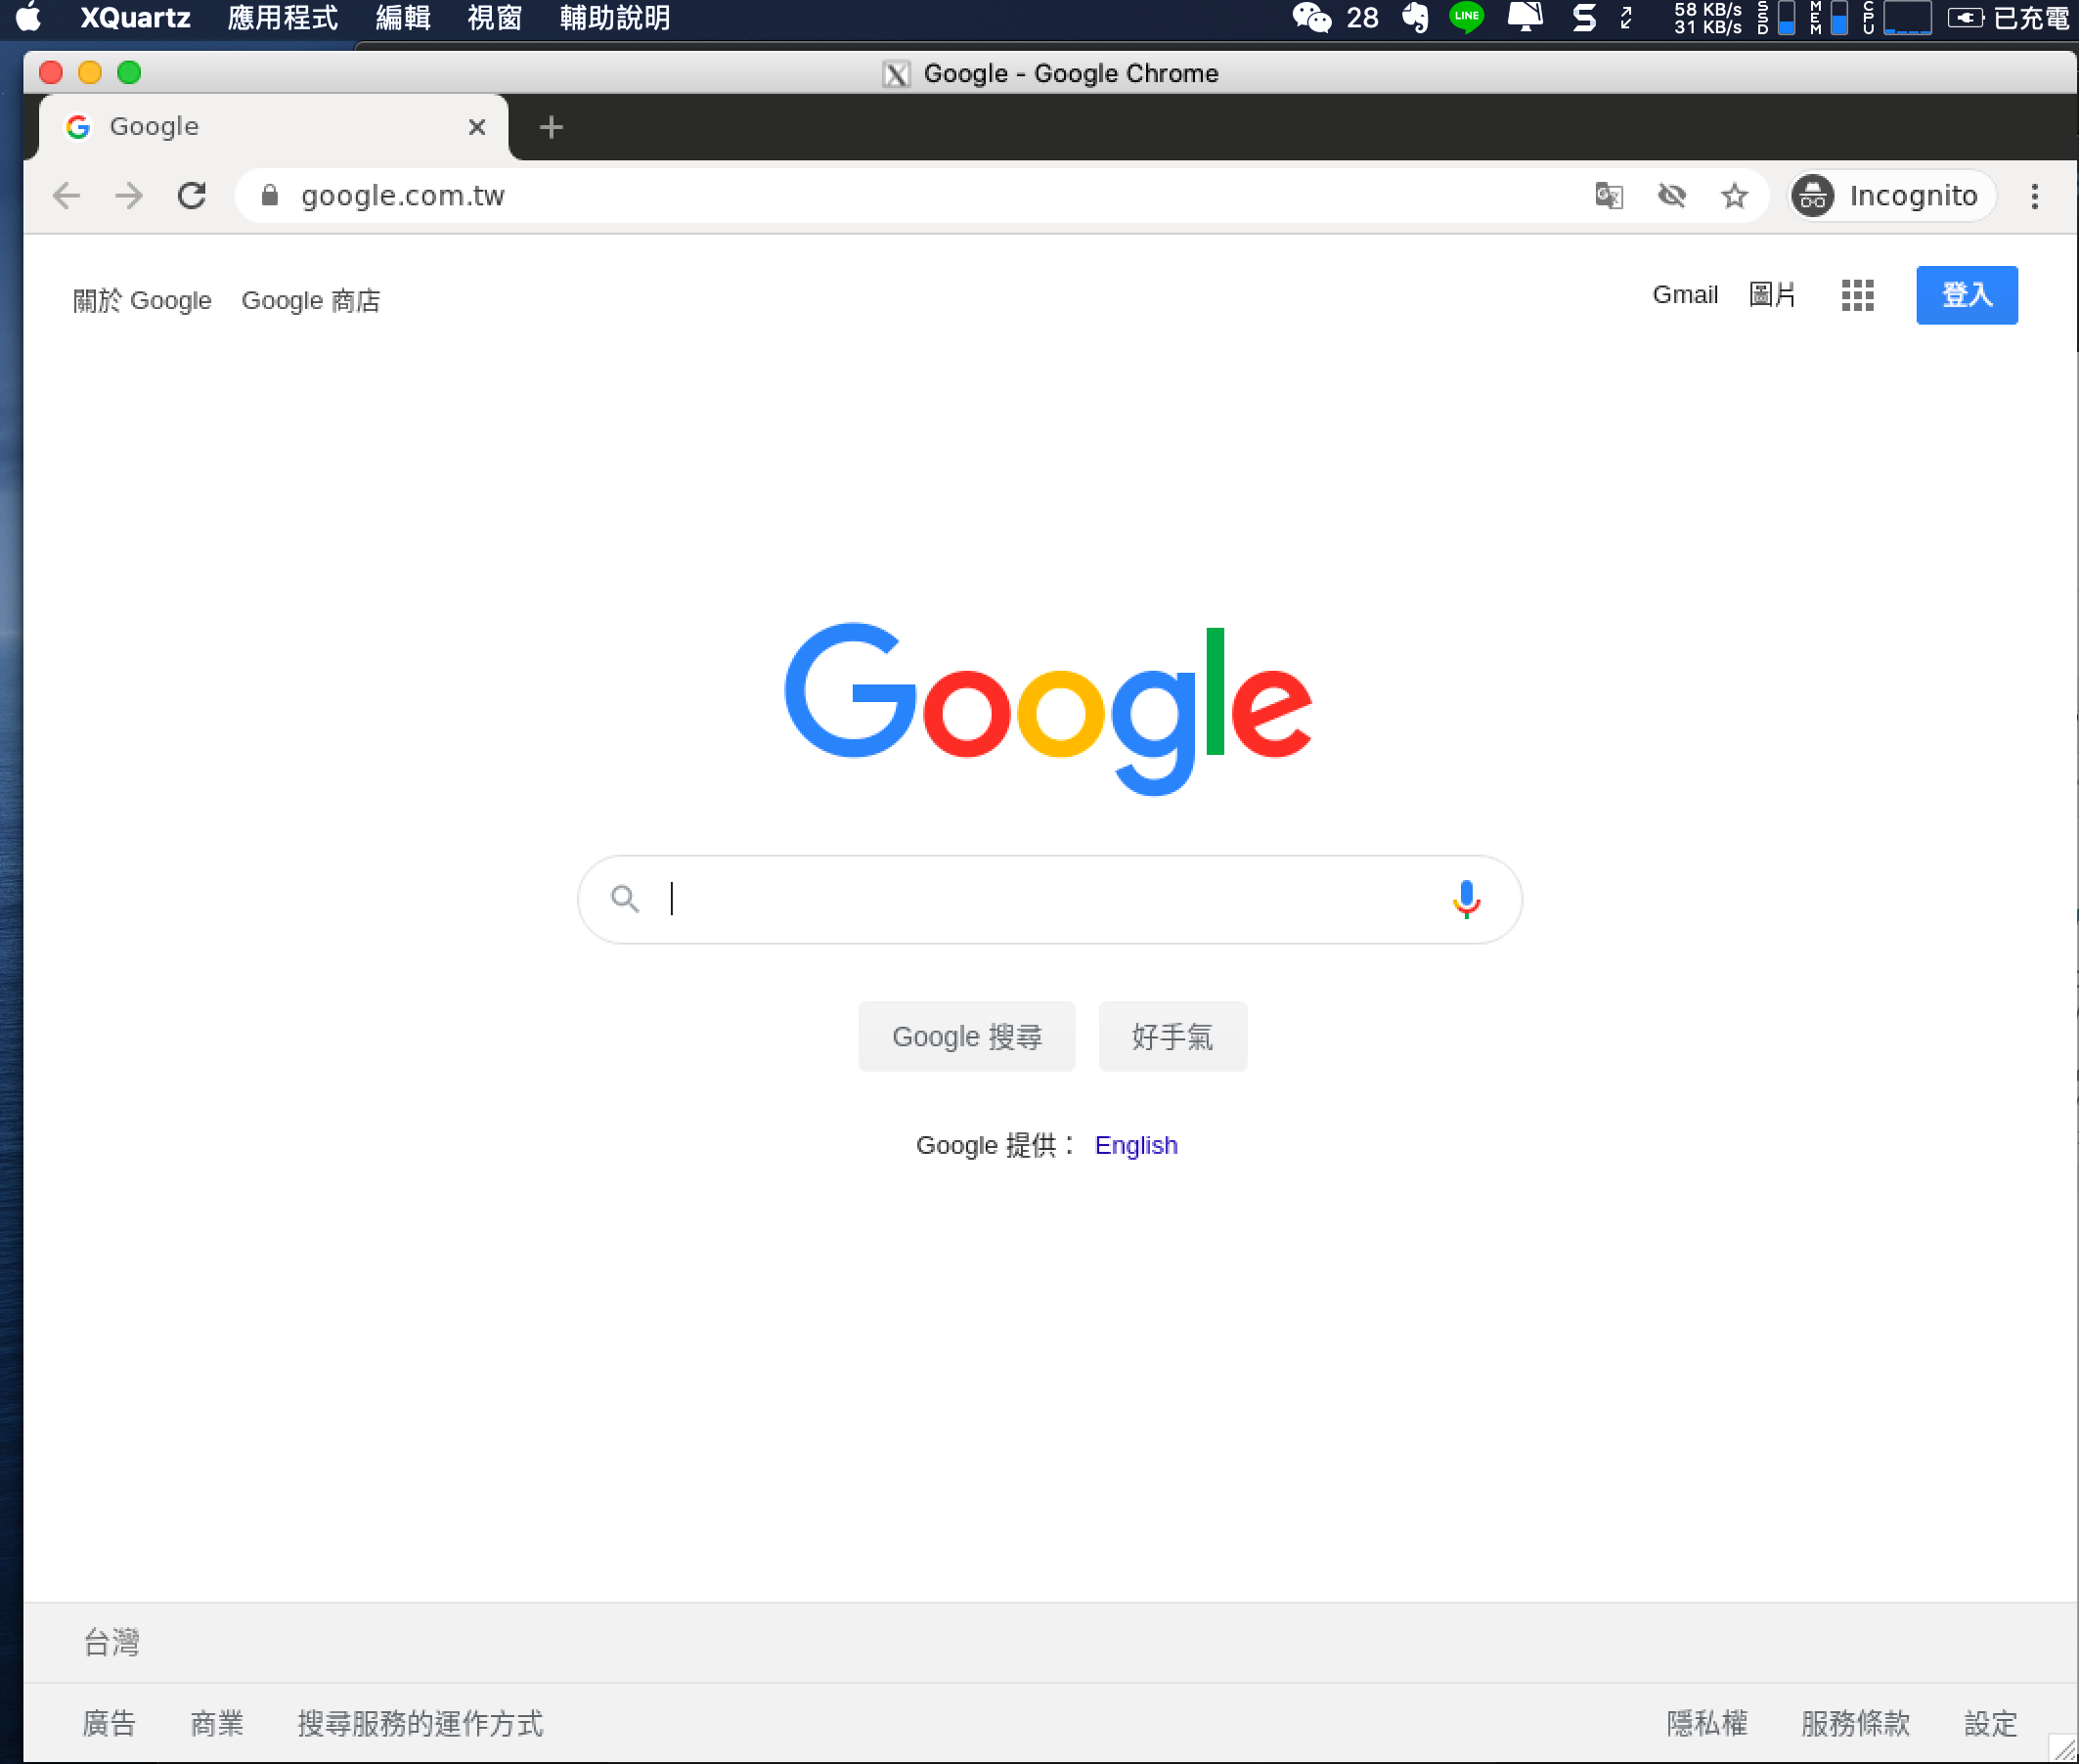 XQuartz 應用程式 編輯 視窗 輔助說明 28 LINE 58 KB/s 31 KB/s SSD MEM CPU 已充電
Google - Google Chrome
Google
google.com.tw Incognito
關於 Google Google 商店 Gmail 圖片 登入
Google
Google 搜尋 好手氣
Google 提供： English
台灣
廣告 商業 搜尋服務的運作方式 隱私權 服務條款 設定